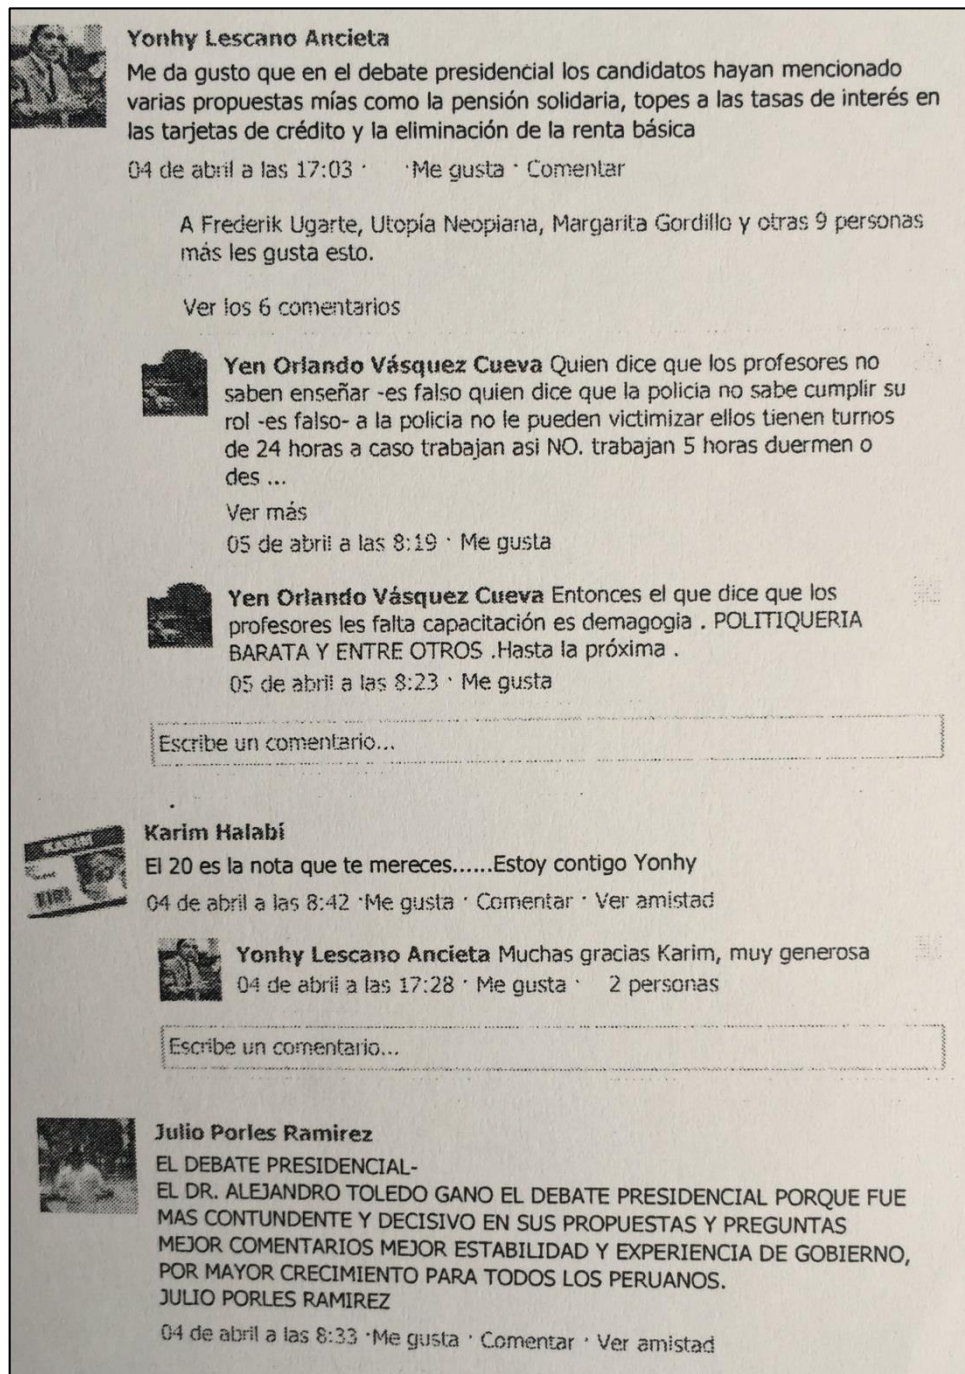 Yonhy Lescano Ancieta
Me da gusto que en el debate presidencial los candidatos hayan mencionado
varias propuestas mías como la pensión solidaria, topes a las tasas de interés en
las tarjetas de crédito y la eliminación de la renta básica
04 de abril a las 17:03 · ·Me gusta · Comentar
A Frederik Ugarte, Utopía Neopiana, Margarita Gordillo y otras 9 personas
más les gusta esto.
Ver los 6 comentarios
Yen Orlando Vásquez Cueva Quien dice que los profesores no
saben enseñar -es falso quien dice que la policia no sabe cumplir su
rol -es falso- a la policia no le pueden victimizar ellos tienen turnos
de 24 horas a caso trabajan asi NO. trabajan 5 horas duermen o
des ...
Ver más
05 de abril a las 8:19 · Me gusta
Yen Orlando Vásquez Cueva Entonces el que dice que los
profesores les falta capacitación es demagogia . POLITIQUERIA
BARATA Y ENTRE OTROS .Hasta la próxima .
05 de abril a las 8:23 · Me gusta
Escribe un comentario...
KARIM
Karim Halabí
El 20 es la nota que te mereces......Estoy contigo Yonhy
04 de abril a las 8:42 ·Me gusta · Comentar · Ver amistad
Yonhy Lescano Ancieta Muchas gracias Karim, muy generosa
04 de abril a las 17:28 · Me gusta · 2 personas
Escribe un comentario...
Julio Porles Ramirez
EL DEBATE PRESIDENCIAL-
EL DR. ALEJANDRO TOLEDO GANO EL DEBATE PRESIDENCIAL PORQUE FUE
MAS CONTUNDENTE Y DECISIVO EN SUS PROPUESTAS Y PREGUNTAS
MEJOR COMENTARIOS MEJOR ESTABILIDAD Y EXPERIENCIA DE GOBIERNO,
POR MAYOR CRECIMIENTO PARA TODOS LOS PERUANOS.
JULIO PORLES RAMIREZ
04 de abril a las 8:33 ·Me gusta · Comentar · Ver amistad